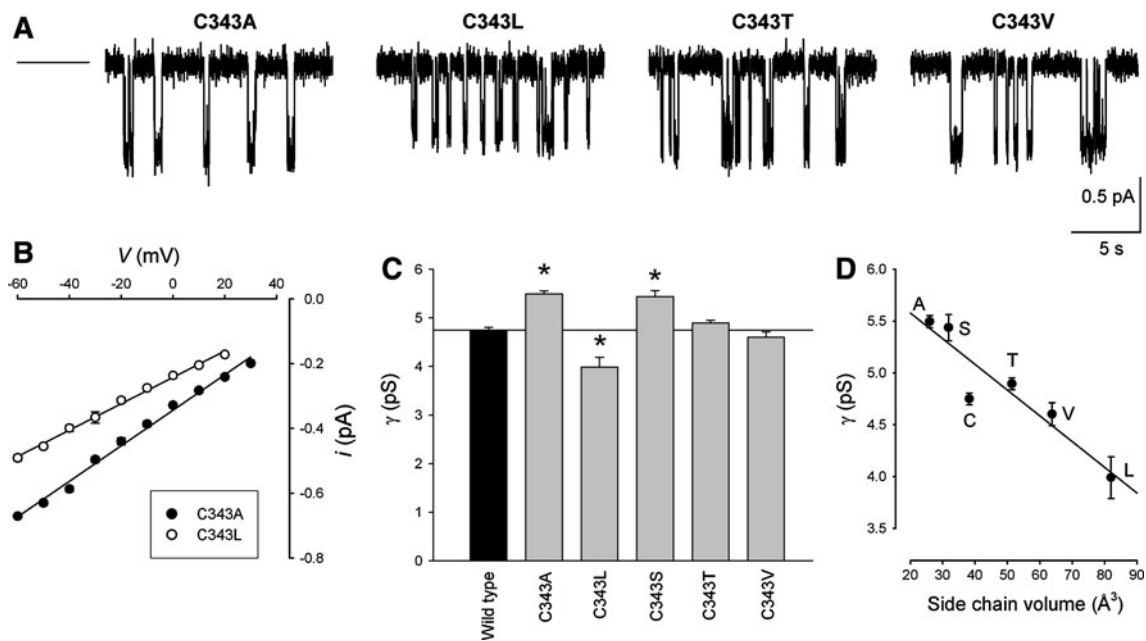 A
C343A
C343L
C343T
C343V
0.5 pA
5 s
B
V (mV)
-60 -40 -20 0 20 40
0.0
-0.2
-0.4
-0.6
-0.8
i (pA)
C343A
C343L
C
γ (pS)
6
5
4
3
2
1
0
* * *
Wild type
C343A
C343L
C343S
C343T
C343V
D
γ (pS)
6.0
5.5
5.0
4.5
4.0
3.5
A
S
C
T
V
L
20 30 40 50 60 70 80 90
Side chain volume (Å³)